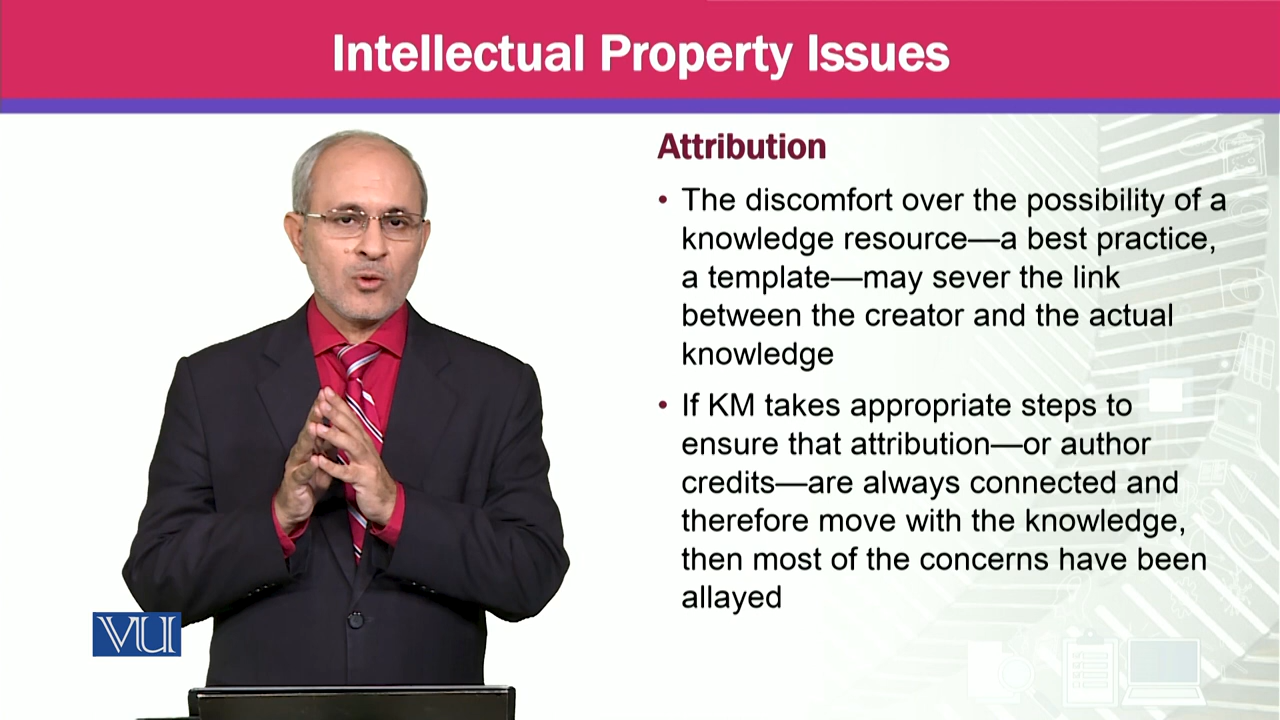 Intellectual Property Issues
Attribution
• The discomfort over the possibility of a
knowledge resource—a best practice,
a template—may sever the link
between the creator and the actual
knowledge
• If KM takes appropriate steps to
ensure that attribution—or author
credits—are always connected and
therefore move with the knowledge,
then most of the concerns have been
allayed
VU